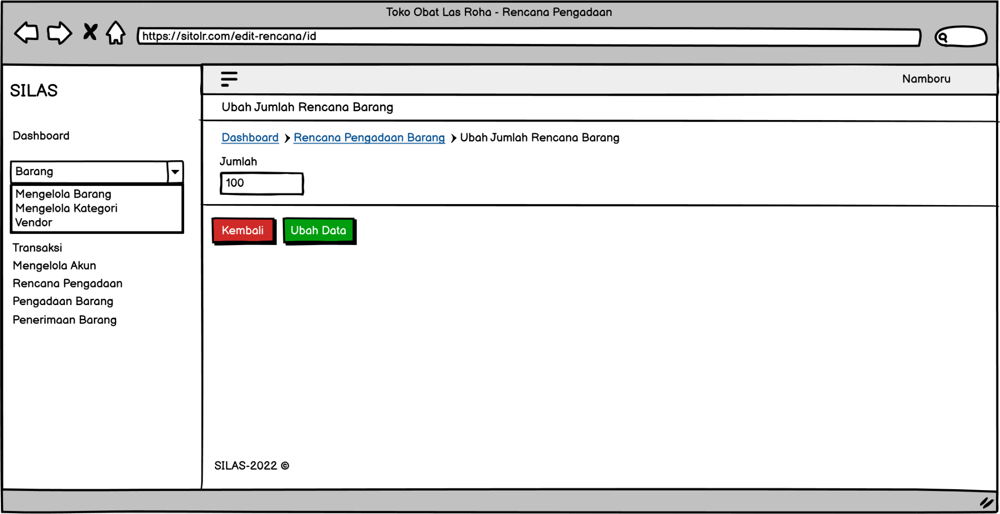 Toko Obat Las Roha - Rencana Pengadaan
https://sitolr.com/edit-rencana/id
SILAS
Dashboard
Barang
Mengelola Barang
Mengelola Kategori
Vendor
Transaksi
Mengelola Akun
Rencana Pengadaan
Pengadaan Barang
Penerimaan Barang
Namboru
Ubah Jumlah Rencana Barang
Dashboard > Rencana Pengadaan Barang > Ubah Jumlah Rencana Barang
Jumlah
100
Kembali Ubah Data
SILAS-2022 ©